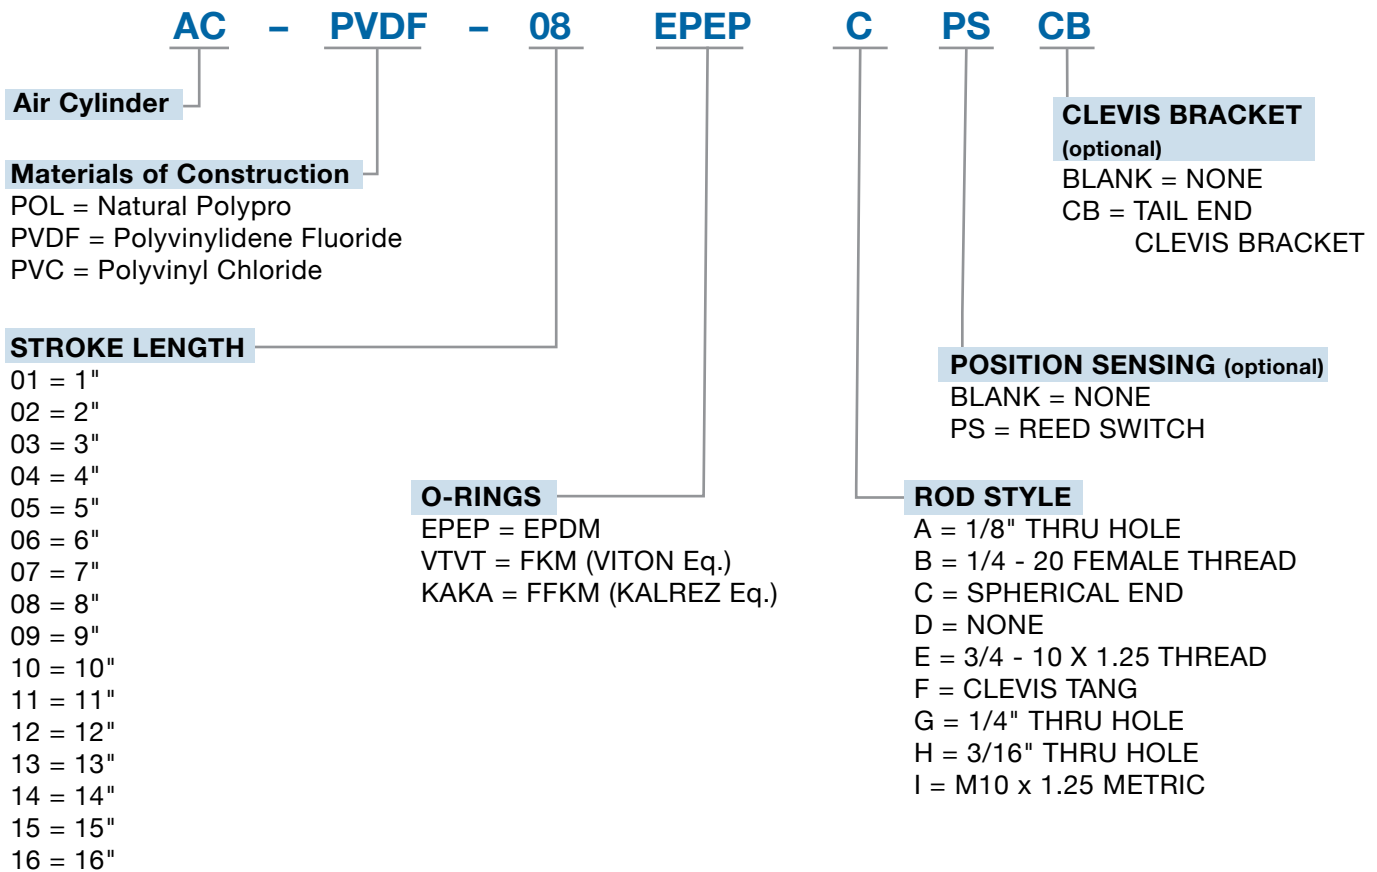 AC – PVDF – 08 EPEP C PS CB
Air Cylinder
Materials of Construction
POL = Natural Polypro
PVDF = Polyvinylidene Fluoride
PVC = Polyvinyl Chloride
STROKE LENGTH
01 = 1"
02 = 2"
03 = 3"
04 = 4"
05 = 5"
06 = 6"
07 = 7"
08 = 8"
09 = 9"
10 = 10"
11 = 11"
12 = 12"
13 = 13"
14 = 14"
15 = 15"
16 = 16"
O-RINGS
EPEP = EPDM
VTVT = FKM (VITON Eq.)
KAKA = FFKM (KALREZ Eq.)
ROD STYLE
A = 1/8" THRU HOLE
B = 1/4 - 20 FEMALE THREAD
C = SPHERICAL END
D = NONE
E = 3/4 - 10 X 1.25 THREAD
F = CLEVIS TANG
G = 1/4" THRU HOLE
H = 3/16" THRU HOLE
I = M10 x 1.25 METRIC
POSITION SENSING (optional)
BLANK = NONE
PS = REED SWITCH
CLEVIS BRACKET
(optional)
BLANK = NONE
CB = TAIL END
CLEVIS BRACKET